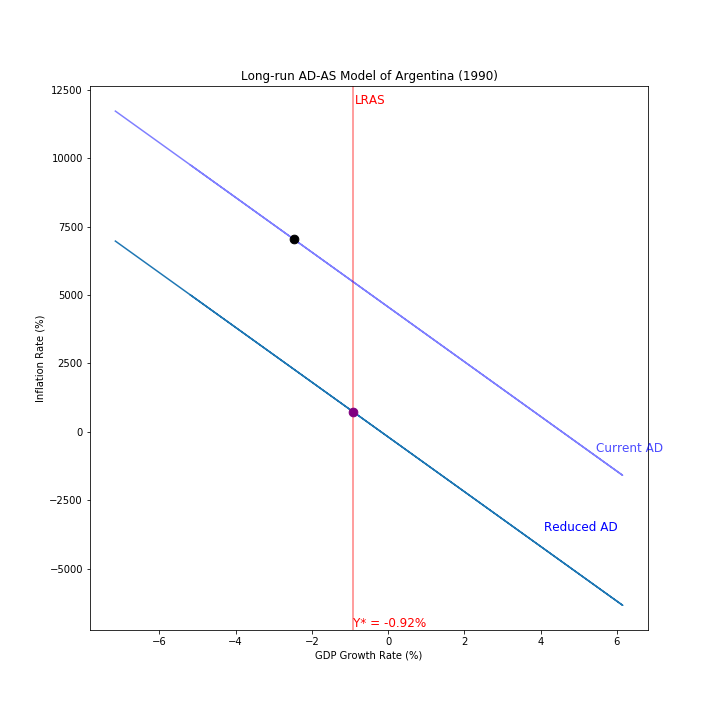 Long-run AD-AS Model of Argentina (1990)
12500
LRAS
10000
7500
5000
Inflation Rate (%)
2500
0
Current AD
−2500
Reduced AD
−5000
Y* = -0.92%
−6 −4 −2 0 2 4 6
GDP Growth Rate (%)